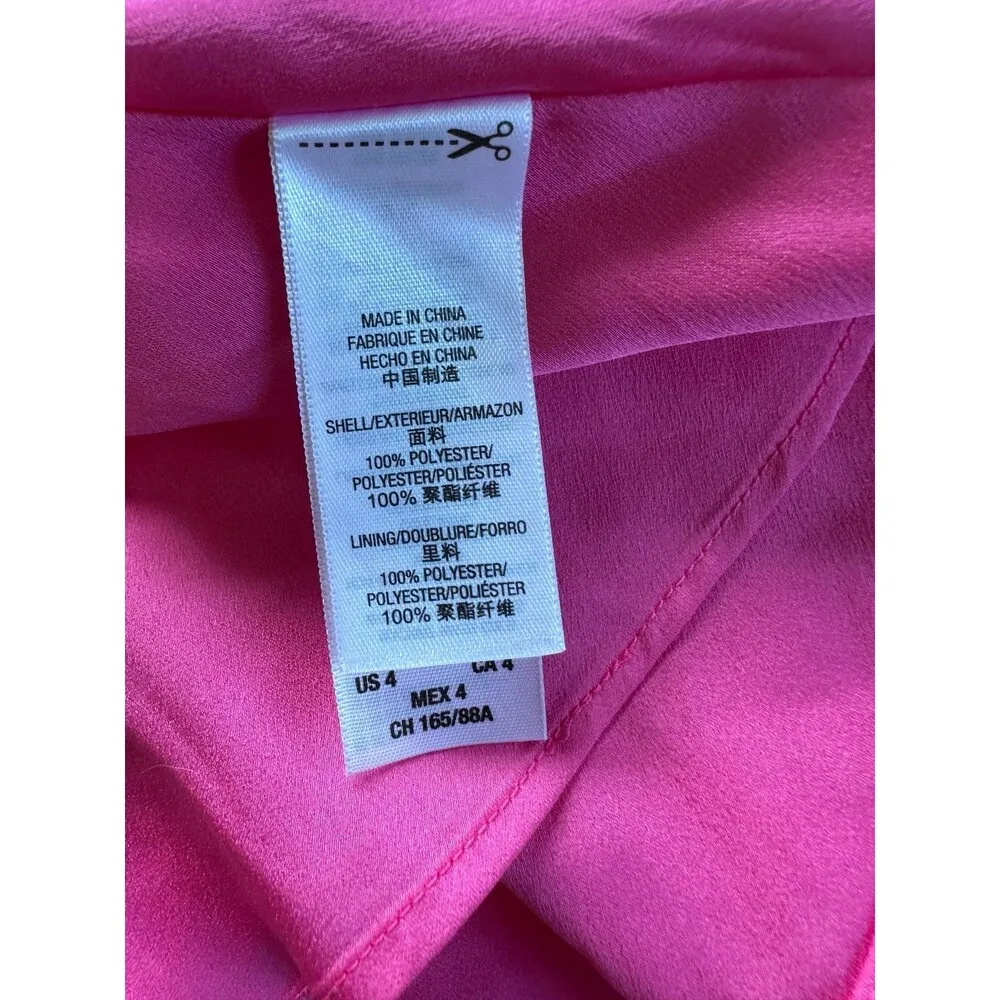 MADE IN CHINA
FABRIQUE EN CHINE
HECHO EN CHINA
中国制造
SHELL/EXTERIEUR/ARMAZON
面料
100% POLYESTER/
POLYESTER/POLIÉSTER
100% 聚酯纤维
LINING/DOUBLURE/FORRO
里料
100% POLYESTER/
POLYESTER/POLIÉSTER
100% 聚酯纤维
US 4 CA 4
MEX 4
CH 165/88A